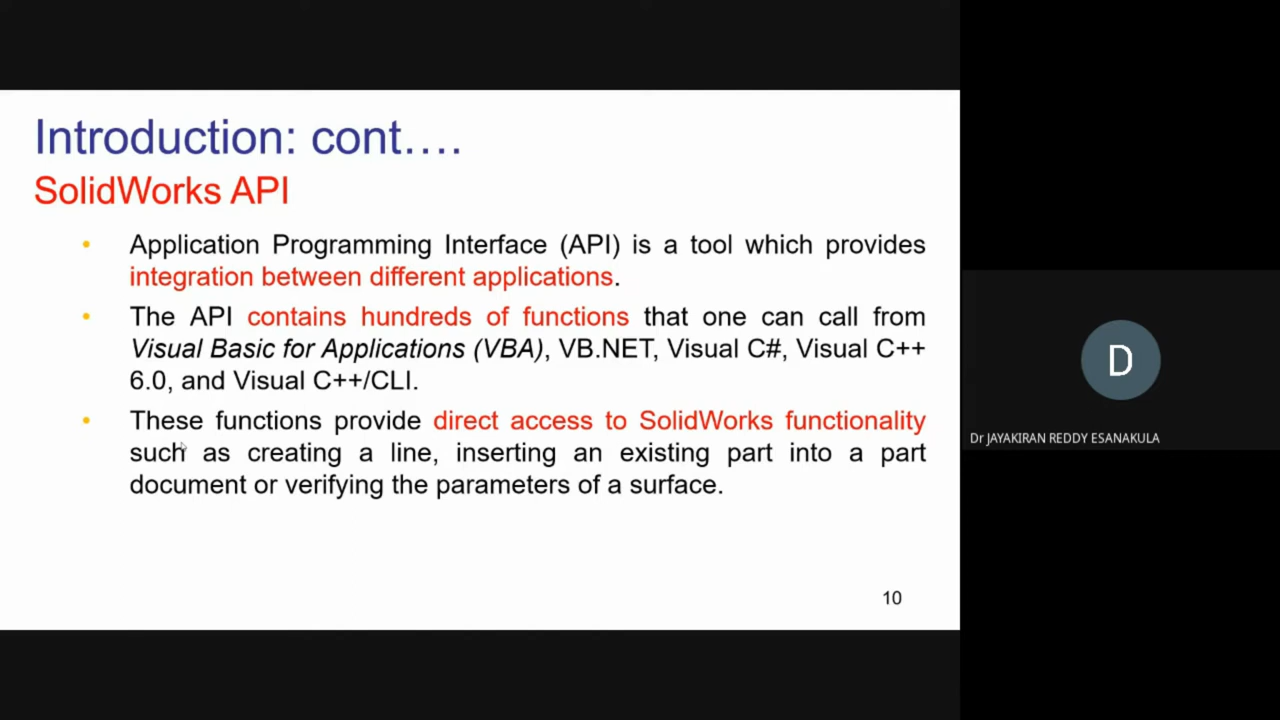 Introduction: cont….
SolidWorks API
• Application Programming Interface (API) is a tool which provides
integration between different applications.
• The API contains hundreds of functions that one can call from
Visual Basic for Applications (VBA), VB.NET, Visual C#, Visual C++
6.0, and Visual C++/CLI.
• These functions provide direct access to SolidWorks functionality
such as creating a line, inserting an existing part into a part
document or verifying the parameters of a surface.
10
D
Dr JAYAKIRAN REDDY ESANAKULA